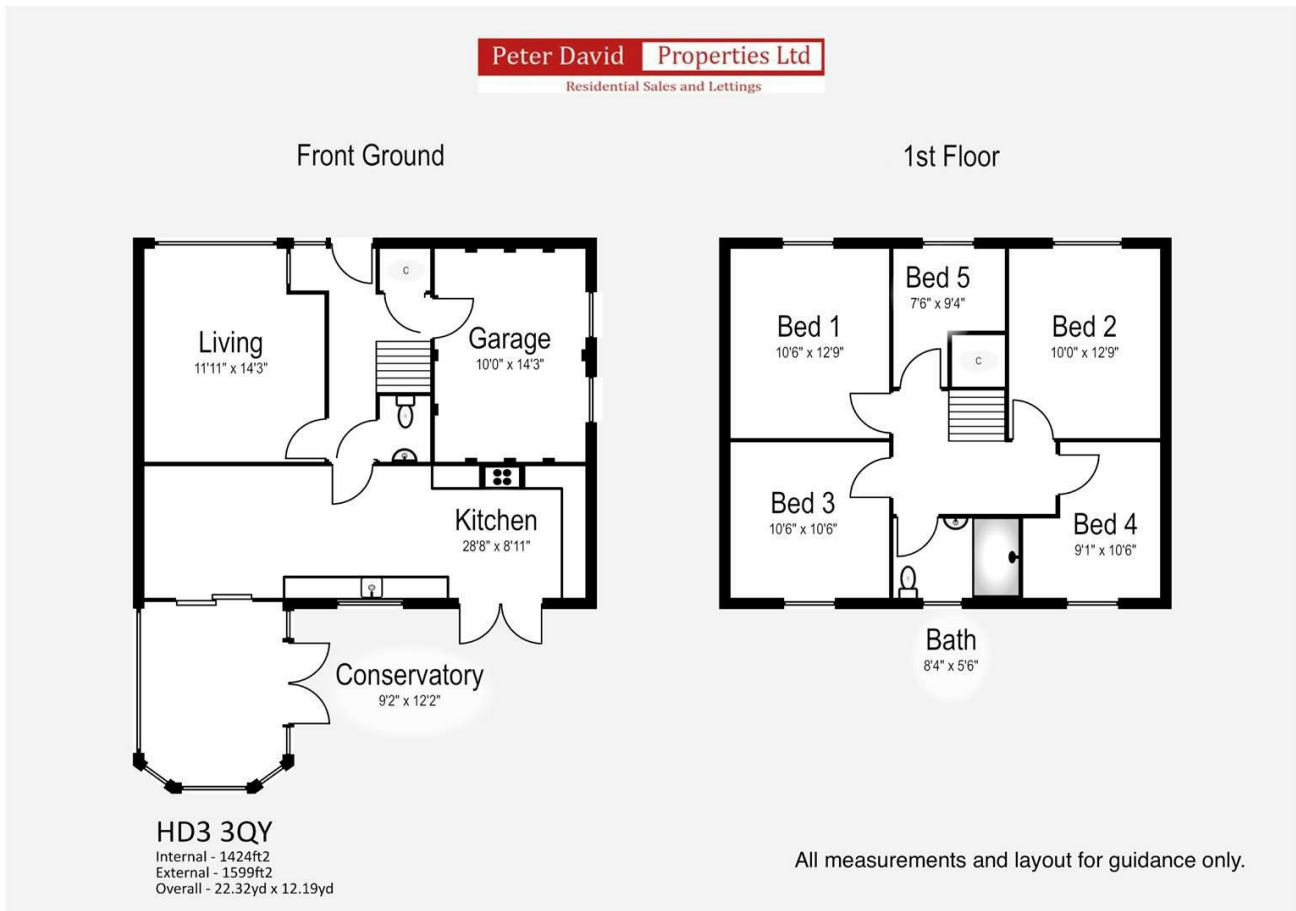 Peter David Properties Ltd
Residential Sales and Lettings
Front Ground
1st Floor
C
Living
11'11" x 14'3"
Garage
10'0" x 14'3"
Kitchen
28'8" x 8'11"
Conservatory
9'2" x 12'2"
Bed 5
7'6" x 9'4"
Bed 1
10'6" x 12'9"
Bed 2
10'0" x 12'9"
C
Bed 3
10'6" x 10'6"
Bed 4
9'1" x 10'6"
Bath
8'4" x 5'6"
HD3 3QY
Internal - 1424ft2
External - 1599ft2
Overall - 22.32yd x 12.19yd
All measurements and layout for guidance only.